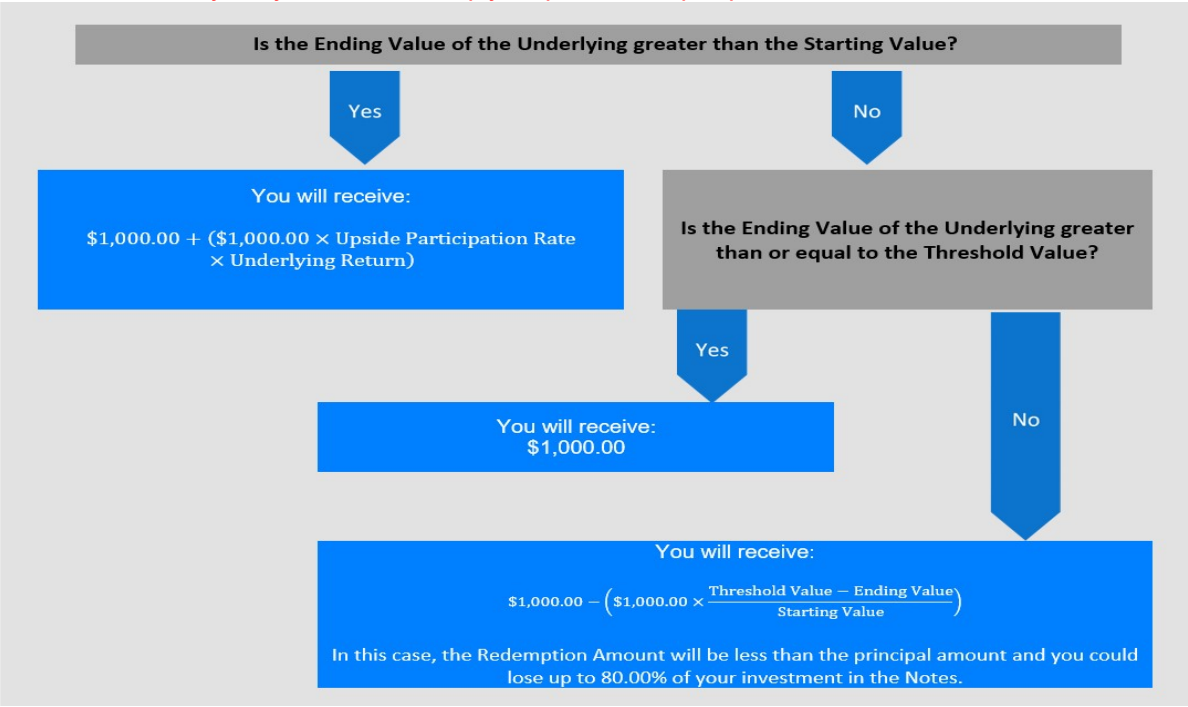 Is the Ending Value of the Underlying greater than the Starting Value?
Yes
No
You will receive:
$1,000.00 + ($1,000.00 × Upside Participation Rate
× Underlying Return)
Is the Ending Value of the Underlying greater
than or equal to the Threshold Value?
Yes
No
You will receive:
$1,000.00
You will receive:
$1,000.00 − ($1,000.00 × (Threshold Value − Ending Value) / Starting Value)
In this case, the Redemption Amount will be less than the principal amount and you could
lose up to 80.00% of your investment in the Notes.